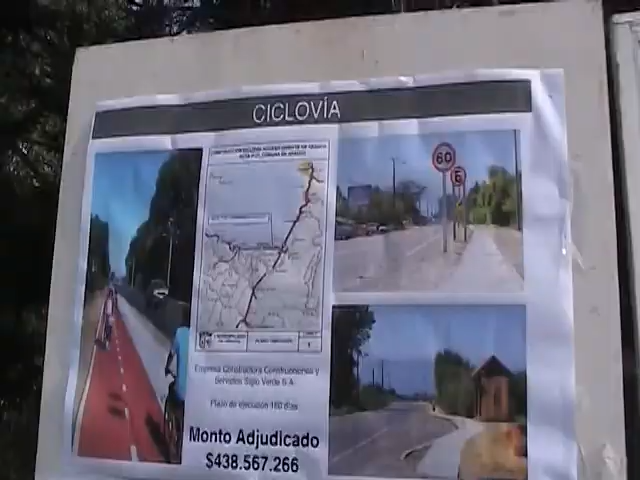 CICLOVÍA
60
Empresa Constructora Construcciones y
Servicios Siglo Verde S.A.
Plazo de ejecución 180 días
Monto Adjudicado
$438.567.266